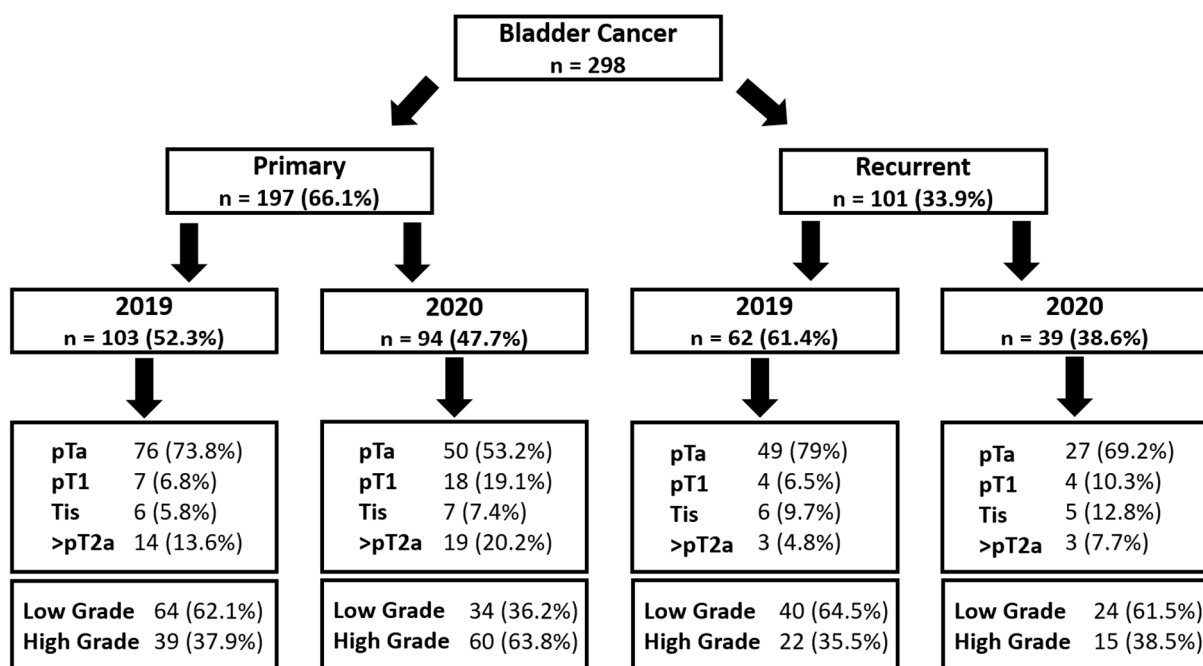 Bladder Cancer
n = 298
Primary
n = 197 (66.1%)
Recurrent
n = 101 (33.9%)
2019
n = 103 (52.3%)
2020
n = 94 (47.7%)
2019
n = 62 (61.4%)
2020
n = 39 (38.6%)
pTa 76 (73.8%)
pT1 7 (6.8%)
Tis 6 (5.8%)
>pT2a 14 (13.6%)
pTa 50 (53.2%)
pT1 18 (19.1%)
Tis 7 (7.4%)
>pT2a 19 (20.2%)
pTa 49 (79%)
pT1 4 (6.5%)
Tis 6 (9.7%)
>pT2a 3 (4.8%)
pTa 27 (69.2%)
pT1 4 (10.3%)
Tis 5 (12.8%)
>pT2a 3 (7.7%)
Low Grade 64 (62.1%)
High Grade 39 (37.9%)
Low Grade 34 (36.2%)
High Grade 60 (63.8%)
Low Grade 40 (64.5%)
High Grade 22 (35.5%)
Low Grade 24 (61.5%)
High Grade 15 (38.5%)